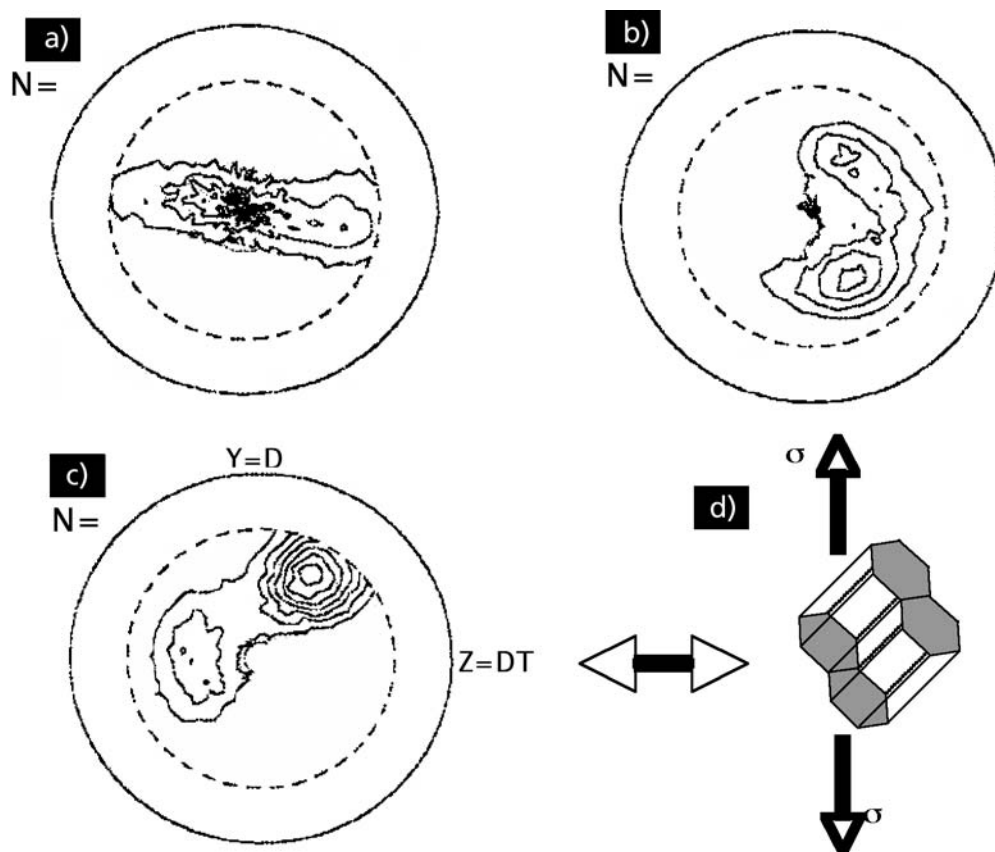 a)
N=
b)
N=
c)
N=
Y=D
Z=DT
d)
σ
σ